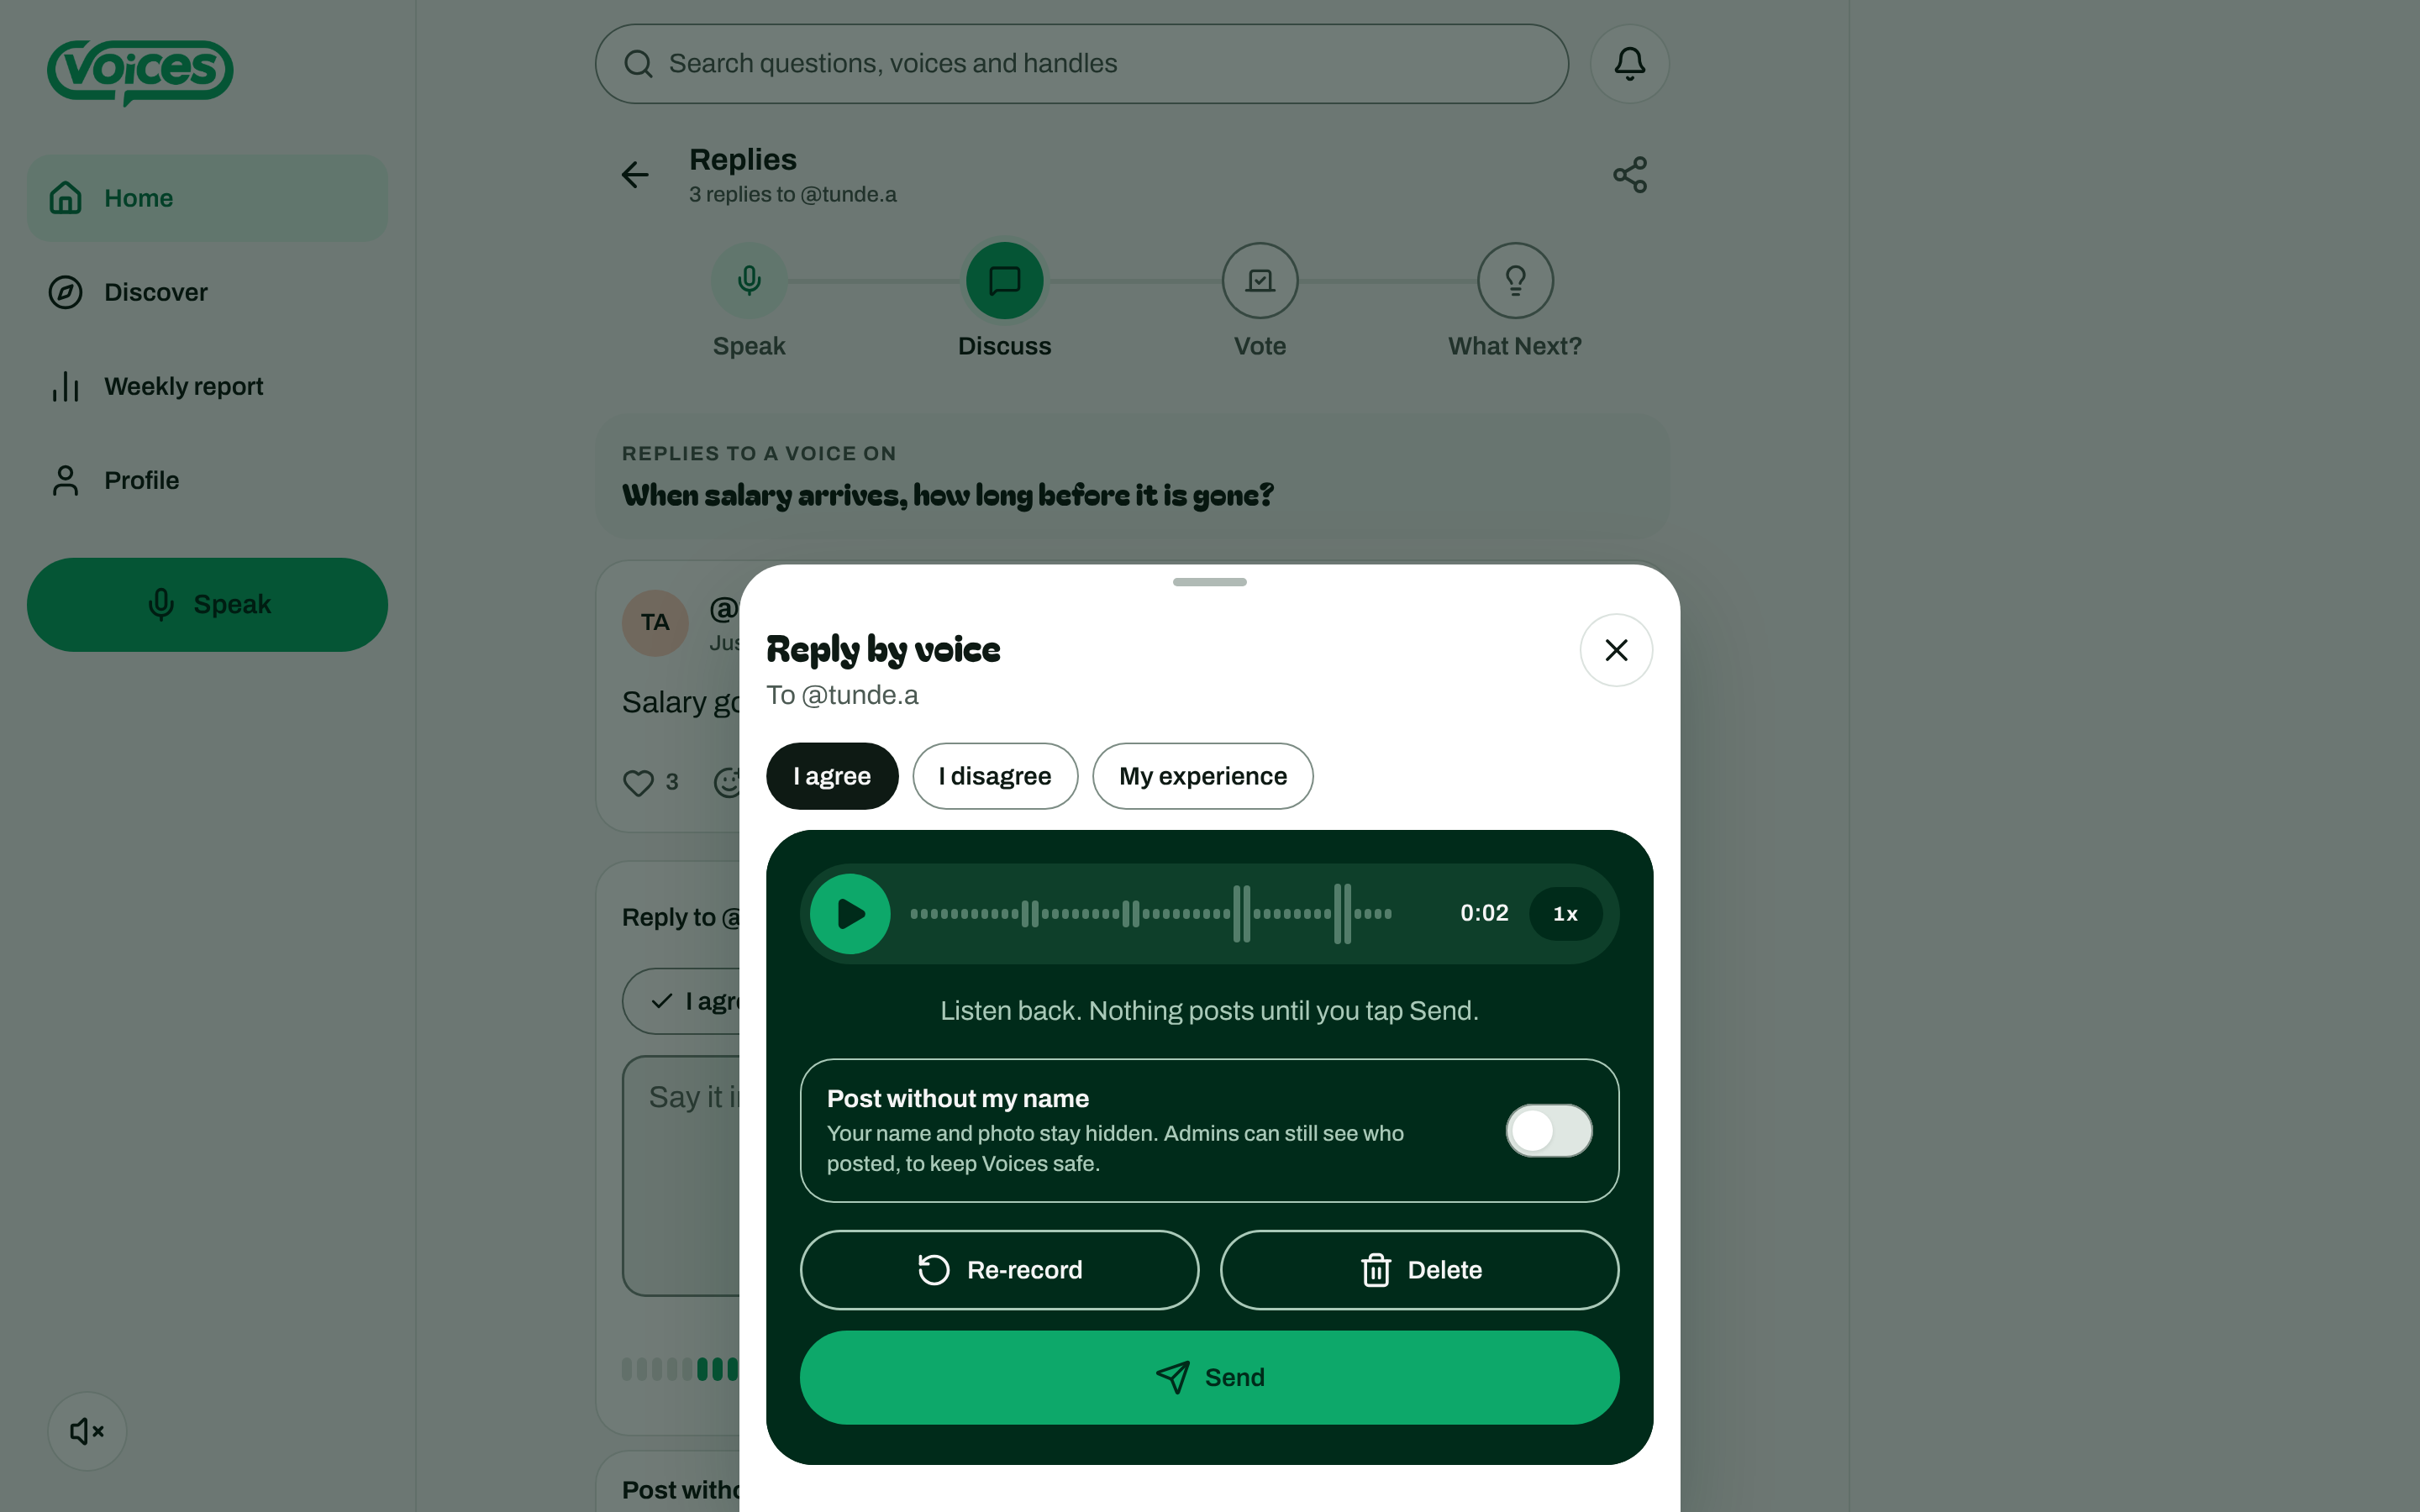 Voices
Search questions, voices and handles
Home
Discover
Weekly report
Profile
Speak
Replies
3 replies to @tunde.a
Speak
Discuss
Vote
What Next?
REPLIES TO A VOICE ON
When salary arrives, how long before it is gone?
TA
@
Jus
Salary go
3
Reply to @
I agre
Say it i
Post witho
Reply by voice
To @tunde.a
I agree
I disagree
My experience
0:02
1x
Listen back. Nothing posts until you tap Send.
Post without my name
Your name and photo stay hidden. Admins can still see who
posted, to keep Voices safe.
Re-record
Delete
Send